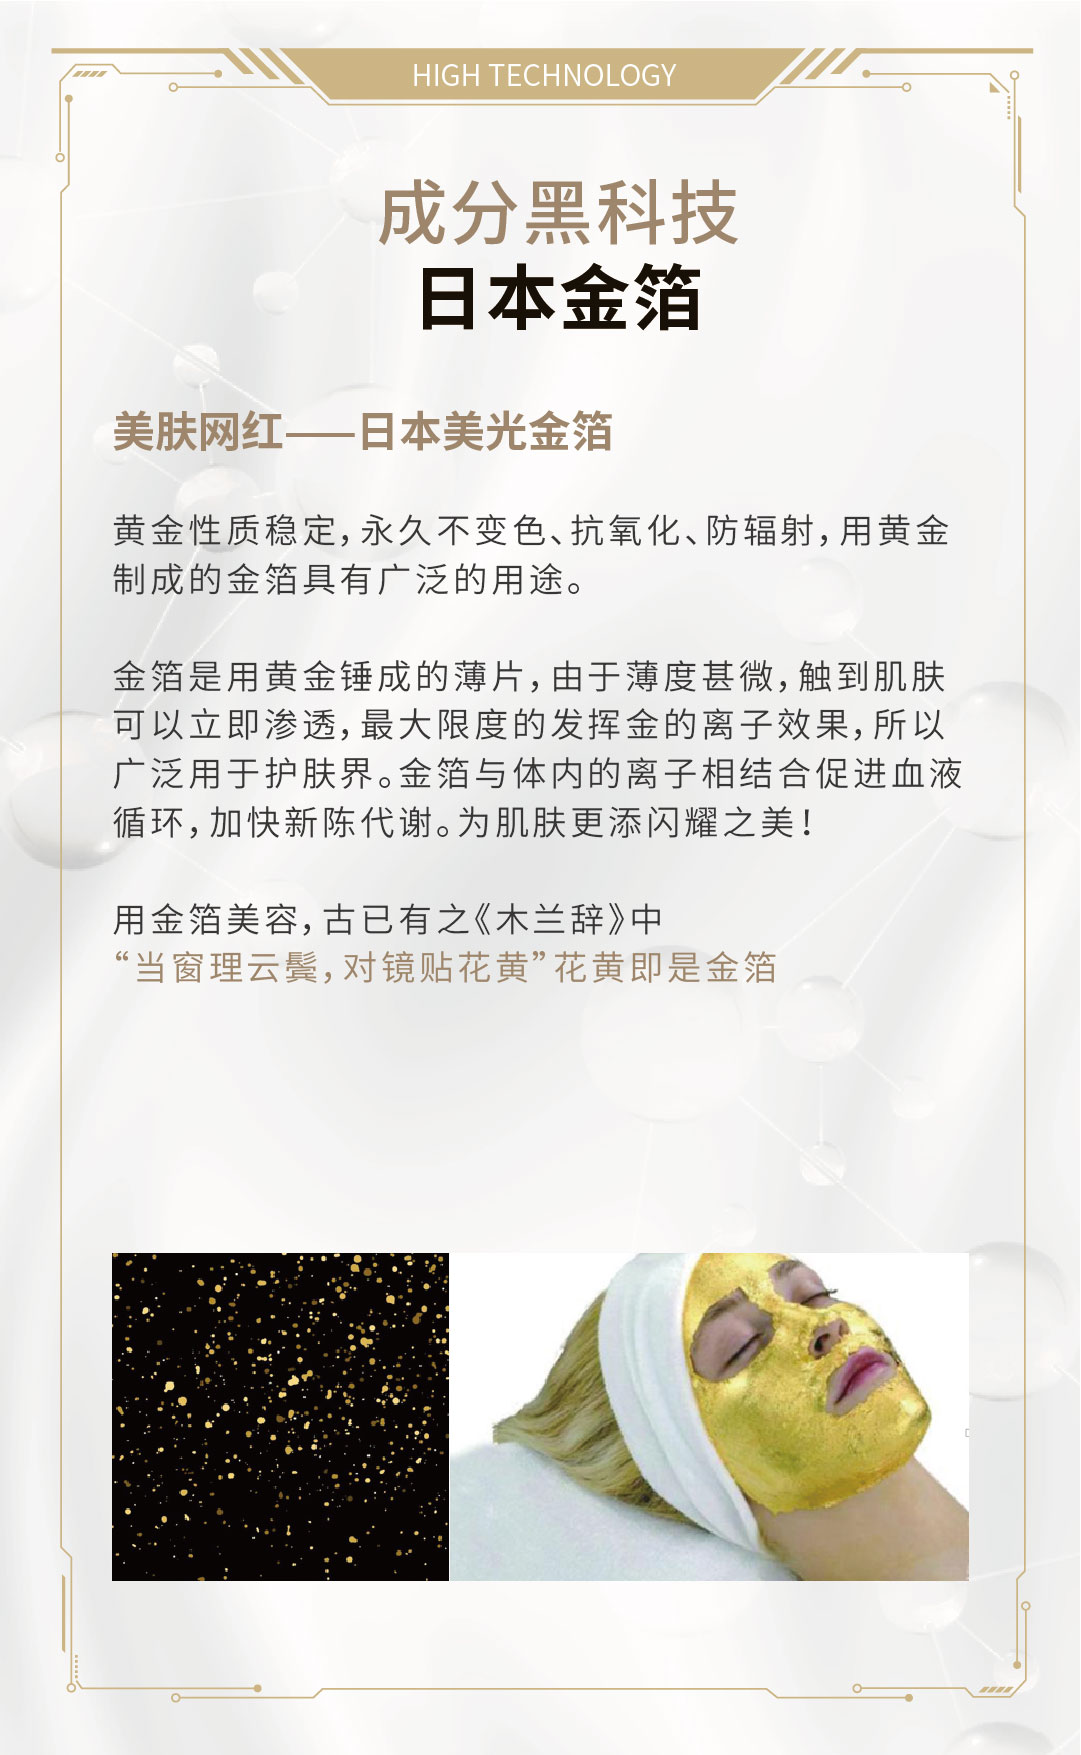 HIGH TECHNOLOGY
成分黑科技
日本金箔
美肤网红——日本美光金箔
黄金性质稳定，永久不变色、抗氧化、防辐射，用黄金
制成的金箔具有广泛的用途。
金箔是用黄金锤成的薄片，由于薄度甚微，触到肌肤
可以立即渗透，最大限度的发挥金的离子效果，所以
广泛用于护肤界。金箔与体内的离子相结合促进血液
循环，加快新陈代谢。为肌肤更添闪耀之美！
用金箔美容，古已有之《木兰辞》中
“当窗理云鬓，对镜贴花黄”花黄即是金箔